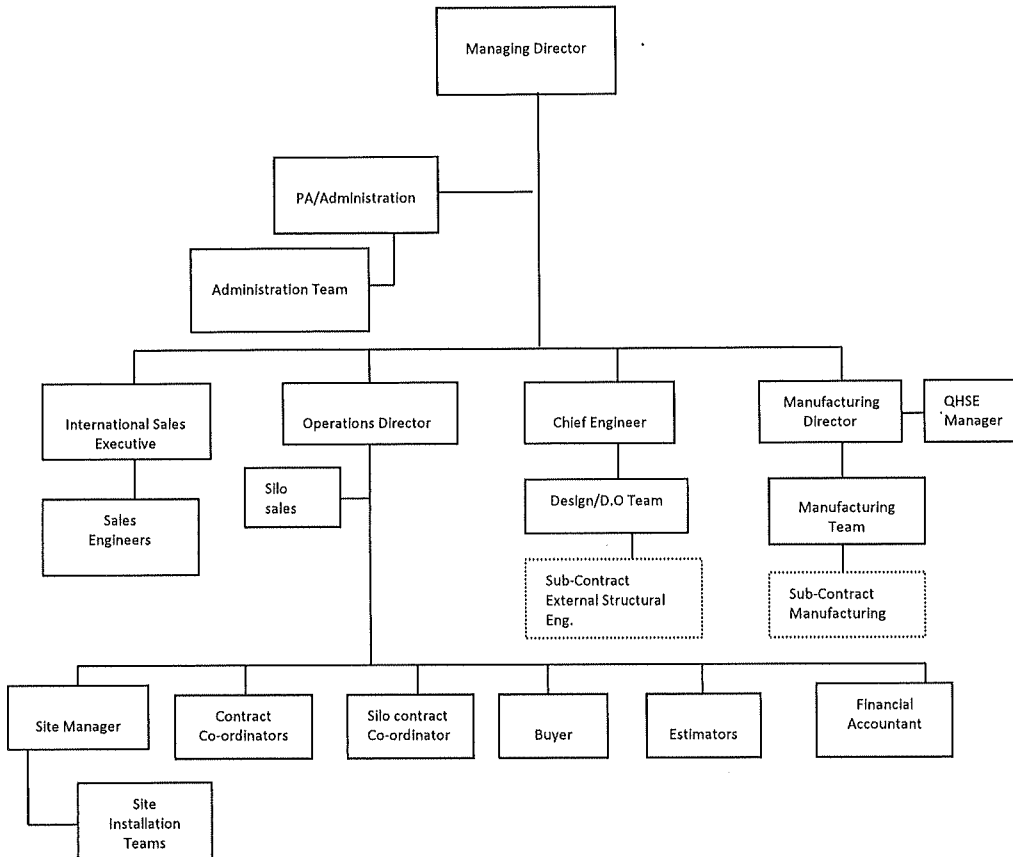 Managing Director
PA/Administration
Administration Team
International Sales
Executive
Operations Director
Chief Engineer
Manufacturing
Director
QHSE
Manager
Sales
Engineers
Silo
sales
Design/D.O Team
Manufacturing
Team
Sub-Contract
External Structural
Eng.
Sub-Contract
Manufacturing
Site Manager
Contract
Co-ordinators
Silo contract
Co-ordinator
Buyer
Estimators
Financial
Accountant
Site
Installation
Teams